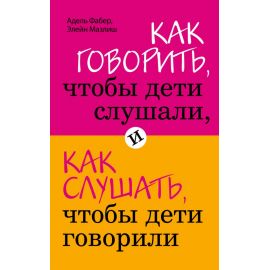 Адель Фабер,
Элейн Мазлиш
КАК
ГОВОРИТЬ,
чтобы дети
слушали,
и
КАК
СЛУШАТЬ,
чтобы дети
говорили